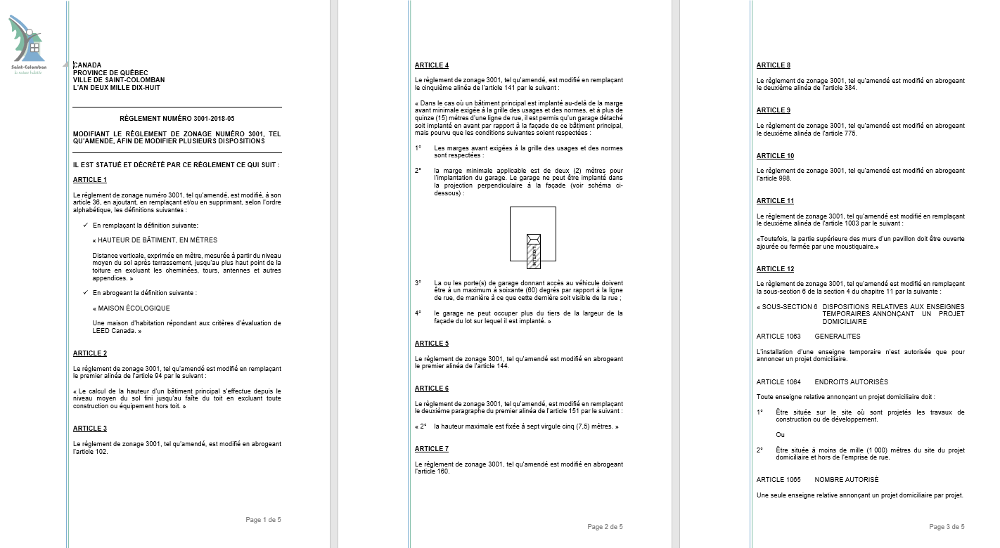 Saint-Colomban
la nature habitée
CANADA
PROVINCE DE QUÉBEC
VILLE DE SAINT-COLOMBAN
L'AN DEUX MILLE DIX-HUIT
RÈGLEMENT NUMÉRO 3001-2018-05
MODIFIANT LE RÈGLEMENT DE ZONAGE NUMÉRO 3001, TEL
QU'AMENDÉ, AFIN DE MODIFIER PLUSIEURS DISPOSITIONS
IL EST STATUÉ ET DÉCRÉTÉ PAR CE RÈGLEMENT CE QUI SUIT :
ARTICLE 1
Le règlement de zonage numéro 3001, tel qu'amendé, est modifié, à son
article 36, en ajoutant, en remplaçant et/ou en supprimant, selon l'ordre
alphabétique, les définitions suivantes :
✓ En remplaçant la définition suivante:
« HAUTEUR DE BÂTIMENT, EN MÈTRES
Distance verticale, exprimée en mètre, mesurée à partir du niveau
moyen du sol après terrassement, jusqu'au plus haut point de la
toiture en excluant les cheminées, tours, antennes et autres
appendices. »
✓ En abrogeant la définition suivante :
« MAISON ÉCOLOGIQUE
Une maison d'habitation répondant aux critères d'évaluation de
LEED Canada. »
ARTICLE 2
Le règlement de zonage 3001, tel qu'amendé est modifié en remplaçant
le premier alinéa de l'article 94 par le suivant :
« Le calcul de la hauteur d'un bâtiment principal s'effectue depuis le
niveau moyen du sol fini jusqu'au faîte du toit en excluant toute
construction ou équipement hors toit. »
ARTICLE 3
Le règlement de zonage 3001, tel qu'amendé, est modifié en abrogeant
l'article 102.
Page 1 de 5
ARTICLE 4
Le règlement de zonage 3001, tel qu'amendé, est modifié en remplaçant
le cinquième alinéa de l'article 141 par le suivant :
« Dans le cas où un bâtiment principal est implanté au-delà de la marge
avant minimale exigée à la grille des usages et des normes, et à plus de
quinze (15) mètres d'une ligne de rue, il est permis qu'un garage détaché
soit implanté en avant par rapport à la façade de ce bâtiment principal,
mais pourvu que les conditions suivantes soient respectées :
1° Les marges avant exigées à la grille des usages et des normes
sont respectées :
2° la marge minimale applicable est de deux (2) mètres pour
l'implantation du garage. Le garage ne peut être implanté dans
la projection perpendiculaire à la façade (voir schéma ci-
dessous) :
INTERDIT
3° La ou les porte(s) de garage donnant accès au véhicule doivent
être à un maximum à soixante (60) degrés par rapport à la ligne
de rue, de manière à ce que cette dernière soit visible de la rue ;
4° le garage ne peut occuper plus du tiers de la largeur de la
façade du lot sur lequel il est implanté. »
ARTICLE 5
Le règlement de zonage 3001, tel qu'amendé est modifié en abrogeant
le premier alinéa de l'article 144.
ARTICLE 6
Le règlement de zonage 3001, tel qu'amendé, est modifié en remplaçant
le deuxième paragraphe du premier alinéa de l'article 151 par le suivant :
« 2° la hauteur maximale est fixée à sept virgule cinq (7,5) mètres. »
ARTICLE 7
Le règlement de zonage 3001, tel qu'amendé est modifié en abrogeant
l'article 160.
Page 2 de 5
ARTICLE 8
Le règlement de zonage 3001, tel qu'amendé est modifié en abrogeant
le deuxième alinéa de l'article 384.
ARTICLE 9
Le règlement de zonage 3001, tel qu'amendé est modifié en abrogeant
le deuxième alinéa de l'article 775.
ARTICLE 10
Le règlement de zonage 3001, tel qu'amendé est modifié en abrogeant
l'article 998.
ARTICLE 11
Le règlement de zonage 3001, tel qu'amendé est modifié en remplaçant
le deuxième alinéa de l'article 1003 par le suivant :
«Toutefois, la partie supérieure des murs d'un pavillon doit être ouverte
ajourée ou fermée par une moustiquaire.»
ARTICLE 12
Le règlement de zonage 3001, tel qu'amendé est modifié en remplaçant
la sous-section 6 de la section 4 du chapitre 11 par la suivante :
« SOUS-SECTION 6 DISPOSITIONS RELATIVES AUX ENSEIGNES
TEMPORAIRES ANNONÇANT UN PROJET
DOMICILIAIRE
ARTICLE 1063 GÉNÉRALITÉS
L'installation d'une enseigne temporaire n'est autorisée que pour
annoncer un projet domiciliaire.
ARTICLE 1064 ENDROITS AUTORISÉS
Toute enseigne relative annonçant un projet domiciliaire doit :
1° Être située sur le site où sont projetés les travaux de
construction ou de développement.
Ou
2° Être située à moins de mille (1 000) mètres du site du projet
domiciliaire et hors de l'emprise de rue.
ARTICLE 1065 NOMBRE AUTORISÉ
Une seule enseigne relative annonçant un projet domiciliaire par projet.
Page 3 de 5